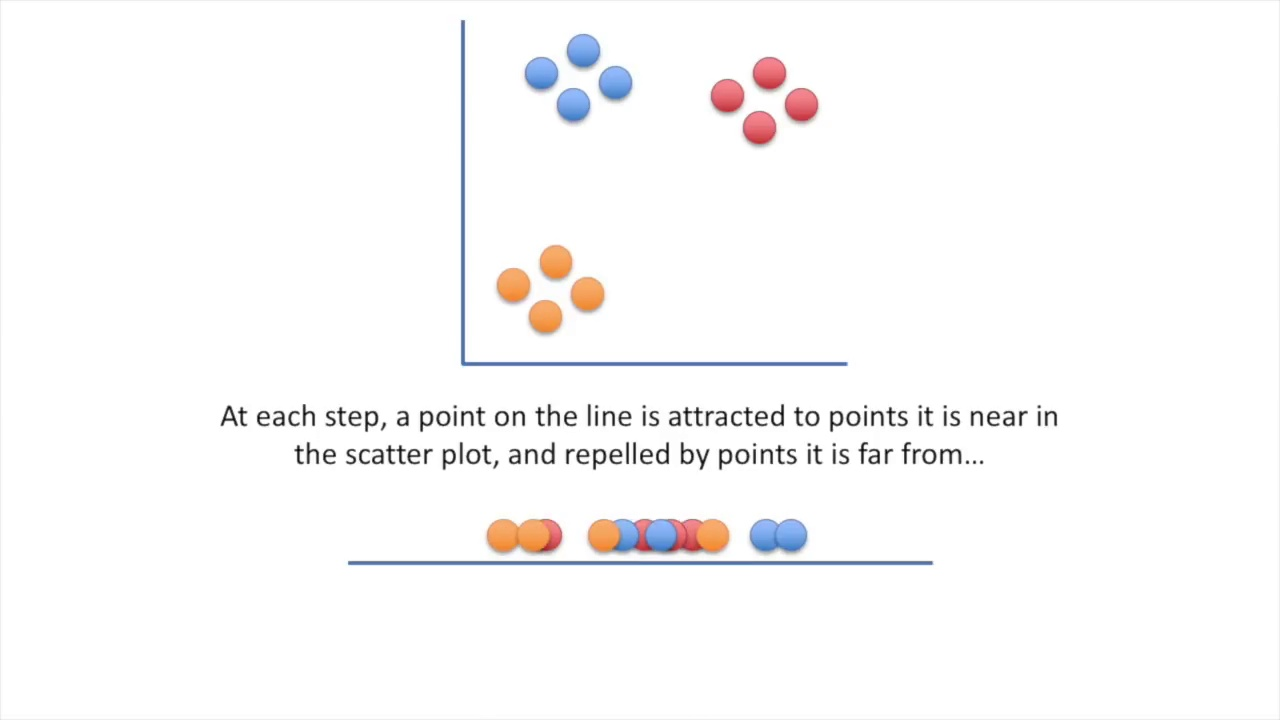 At each step, a point on the line is attracted to points it is near in
the scatter plot, and repelled by points it is far from…